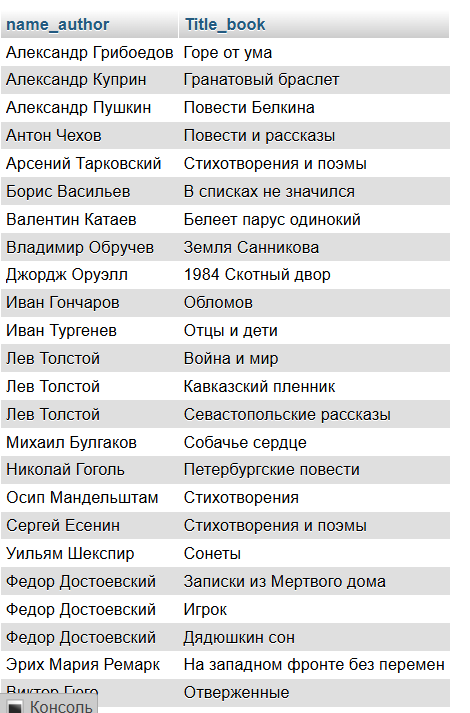 name_author Title_book
Александр Грибоедов Горе от ума
Александр Куприн Гранатовый браслет
Александр Пушкин Повести Белкина
Антон Чехов Повести и рассказы
Арсений Тарковский Стихотворения и поэмы
Борис Васильев В списках не значился
Валентин Катаев Белеет парус одинокий
Владимир Обручев Земля Санникова
Джордж Оруэлл 1984 Скотный двор
Иван Гончаров Обломов
Иван Тургенев Отцы и дети
Лев Толстой Война и мир
Лев Толстой Кавказский пленник
Лев Толстой Севастопольские рассказы
Михаил Булгаков Собачье сердце
Николай Гоголь Петербургские повести
Осип Мандельштам Стихотворения
Сергей Есенин Стихотворения и поэмы
Уильям Шекспир Сонеты
Федор Достоевский Записки из Мертвого дома
Федор Достоевский Игрок
Федор Достоевский Дядюшкин сон
Эрих Мария Ремарк На западном фронте без перемен
Виктор Гюго Отверженные
Консоль